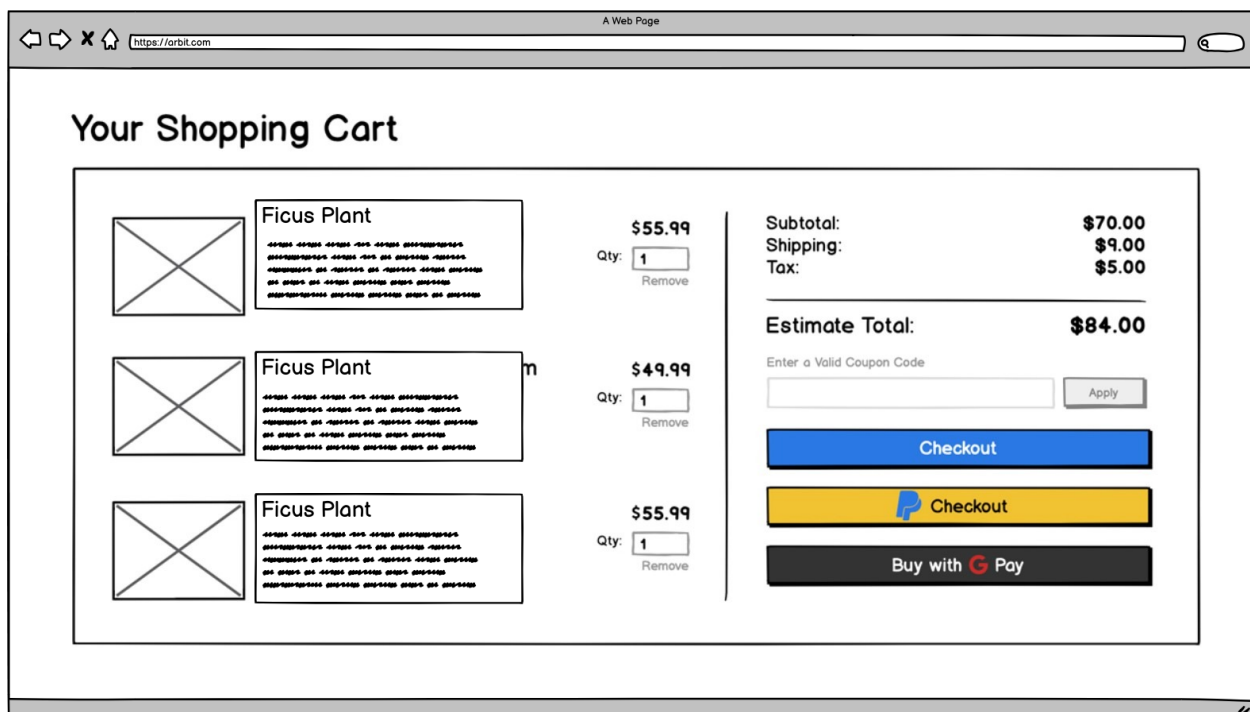 A Web Page
https://arbit.com
Your Shopping Cart
Ficus Plant
$55.99
Qty: 1
Remove
Ficus Plant
m
$49.99
Qty: 1
Remove
Ficus Plant
$55.99
Qty: 1
Remove
Subtotal: $70.00
Shipping: $9.00
Tax: $5.00
Estimate Total: $84.00
Enter a Valid Coupon Code
Apply
Checkout
Checkout
Buy with G Pay